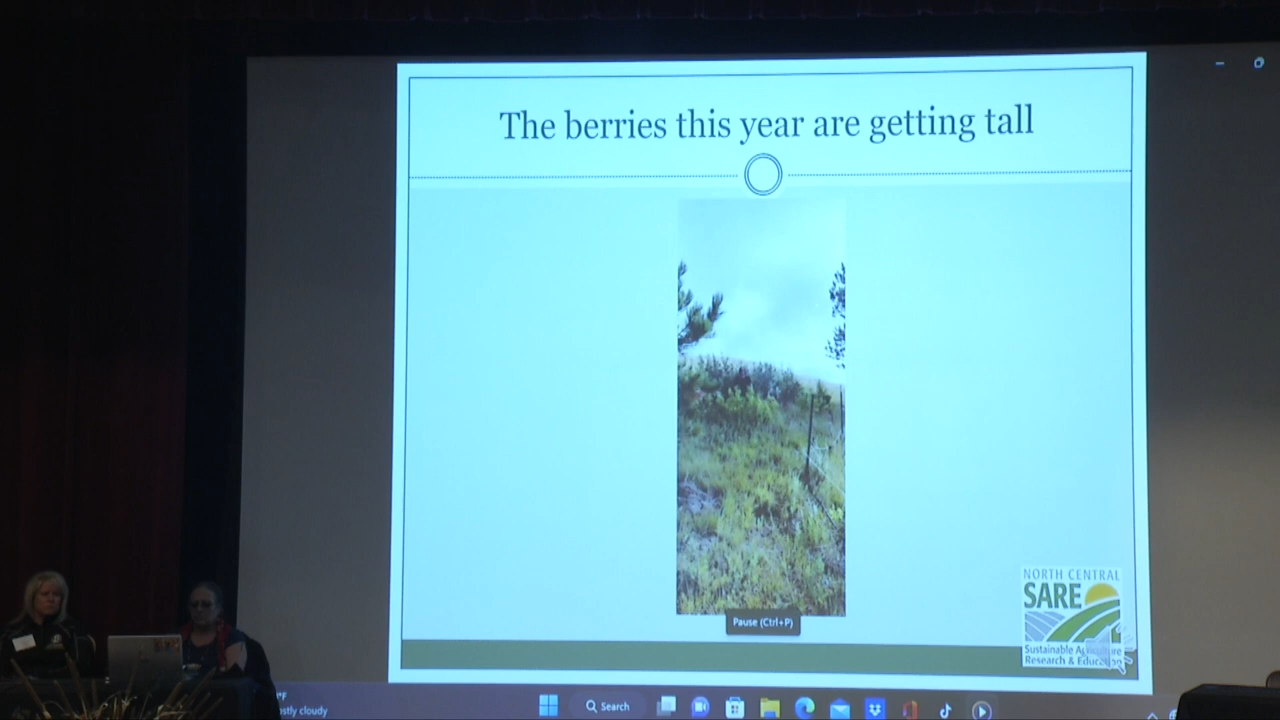 The berries this year are getting tall
Pause (Ctrl+P)
NORTH CENTRAL
SARE
Sustainable Agriculture
Research & Education
°F
stly cloudy
Search